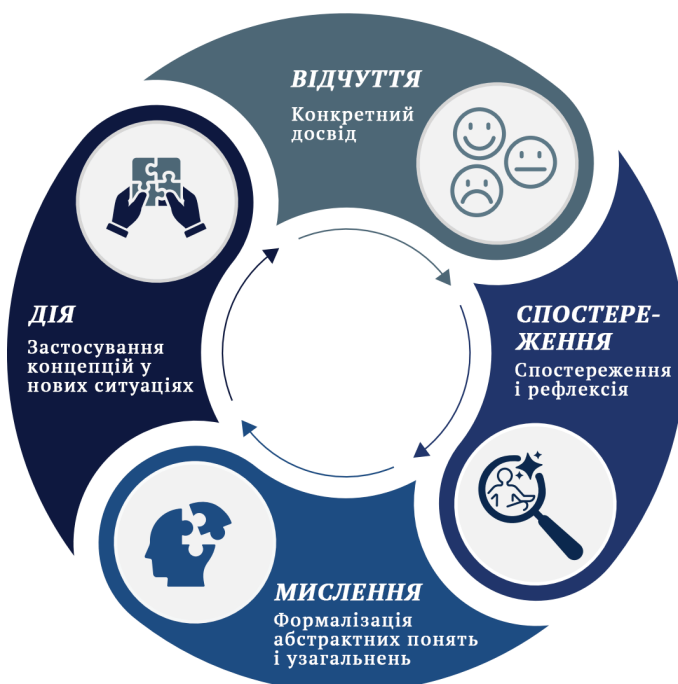 ВІДЧУТТЯ
Конкретний
досвід
СПОСТЕРЕ-
ЖЕННЯ
Спостереження
і рефлексія
МИСЛЕННЯ
Формалізація
абстрактних понять
і узагальнень
ДІЯ
Застосування
концепцій у
нових ситуаціях